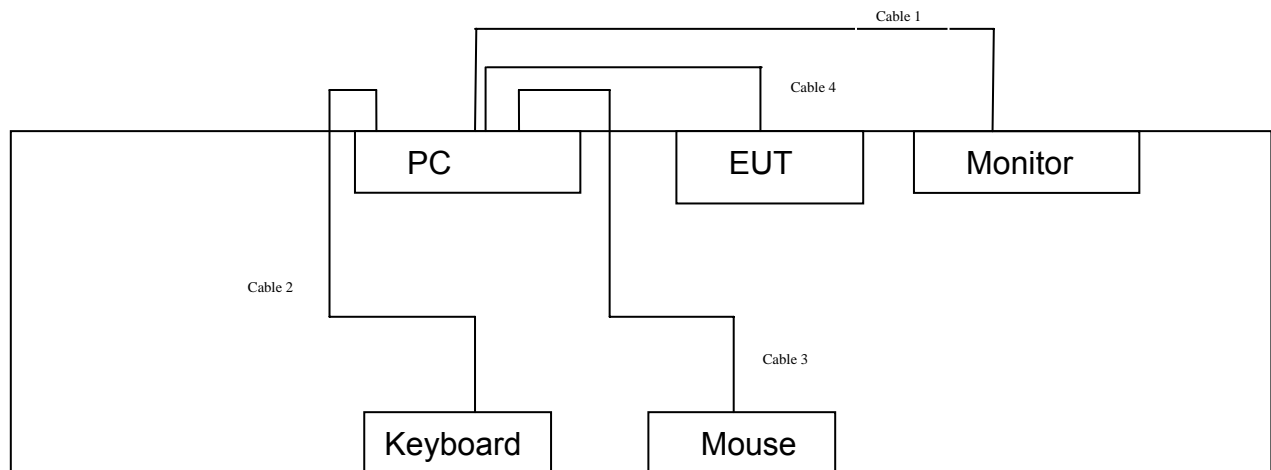 Cable 1
Cable 4
PC
EUT
Monitor
Cable 2
Cable 3
Keyboard
Mouse